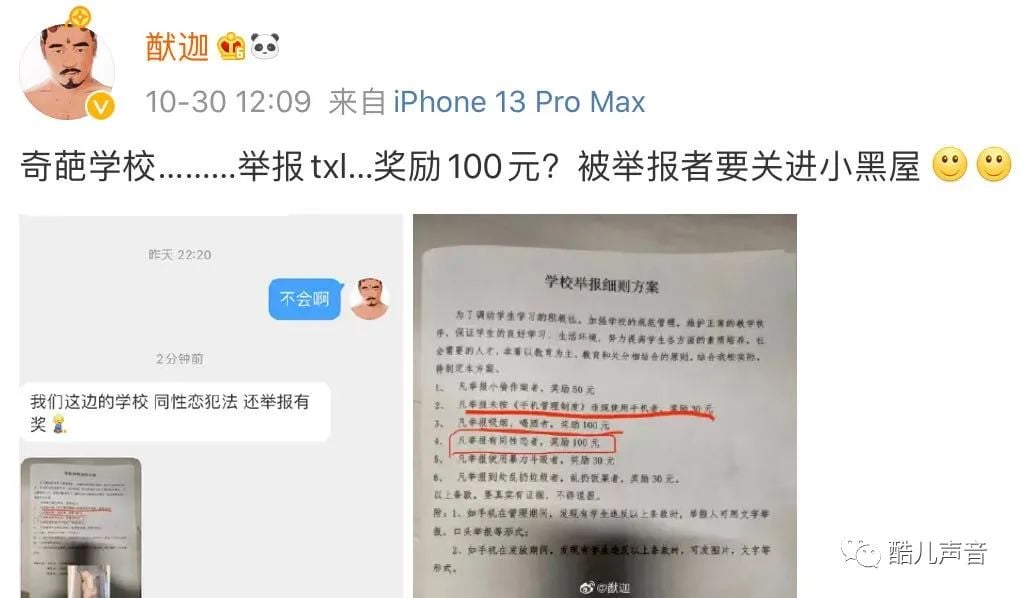 猷迦
10-30 12:09 来自 iPhone 13 Pro Max
奇葩学校.........举报txl...奖励100元？被举报者要关进小黑屋
昨天 22:20
不会啊
2分钟前
我们这边的学校 同性恋犯法 还举报有
奖
学校举报细则方案
为了调动学生学习的积极性，加强学校的规范管理，维护正常的教学秩
序，保证学生的良好学习、生活环境，努力提高学生各方面的素质培养，社
会需要的人才，本着以教育为主、教育和处分相结合的原则，结合我校实际，
特制定本方案。
1、 凡举报小偷作案者，奖励50元
2、 凡举报未按《手机管理制度》违规使用手机者，奖励30元
3、 凡举报吸烟、喝酒者，奖励100元
4、 凡举报有同性恋者，奖励100元
5、 凡举报使用暴力斗殴者，奖励30元
6、 凡举报到处乱扔垃圾者，乱扔饭菜者，奖励30元。
以上条款，要真实有证据，不得谎报。
附：1、如手机在管理期间，发现有学生违反以上条款时，举报人可用文字举
报，口头举报等形式；
2、如手机在发放期间，发现有学生违反以上条款时，可发图片，文字等
形式。
@猷迦
酷儿声音